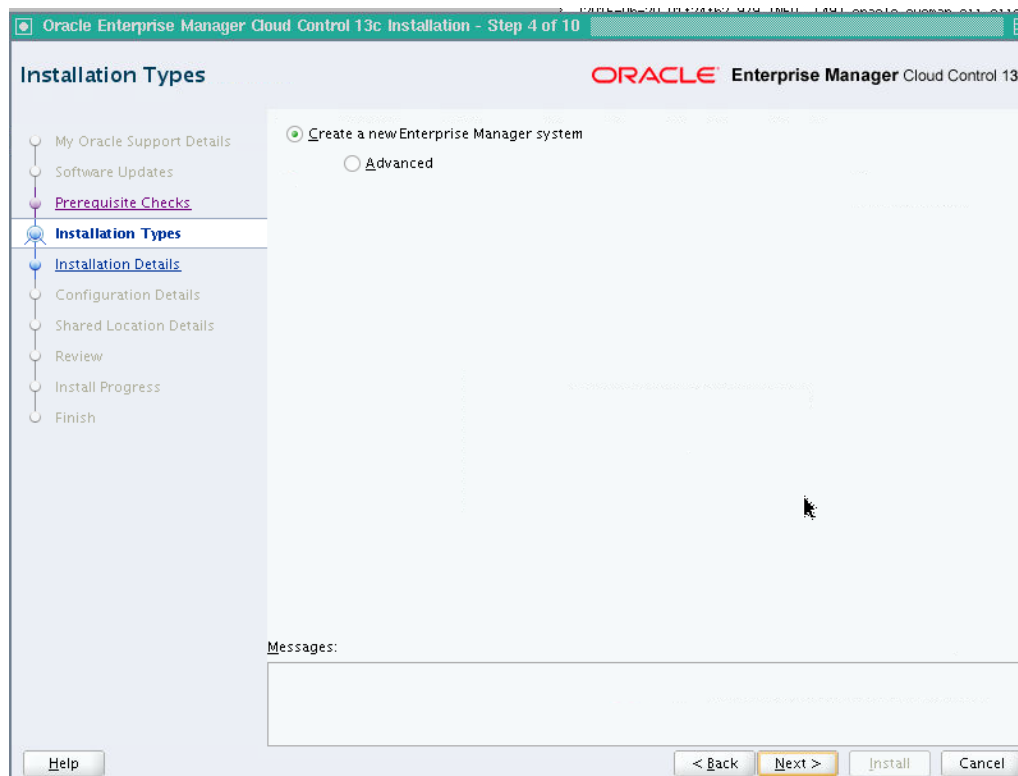 Oracle Enterprise Manager Cloud Control 13c Installation - Step 4 of 10
Installation Types
ORACLE Enterprise Manager Cloud Control 13
My Oracle Support Details
Software Updates
Prerequisite Checks
Installation Types
Installation Details
Configuration Details
Shared Location Details
Review
Install Progress
Finish
Create a new Enterprise Manager system
Advanced
Messages:
Help
< Back
Next >
Install
Cancel